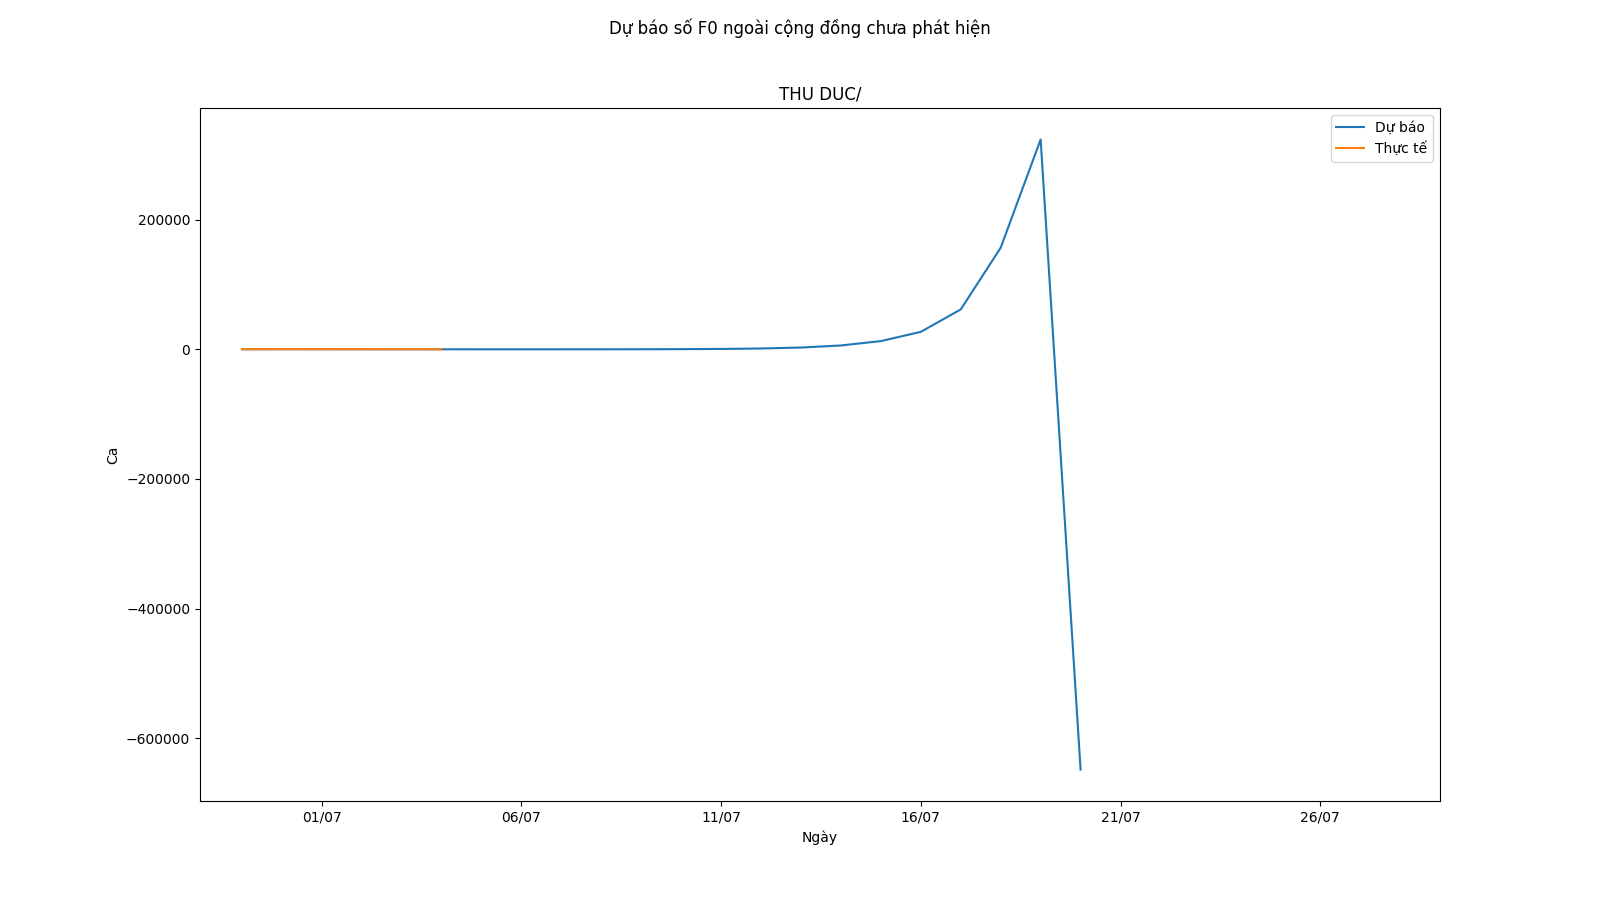 Dự báo số F0 ngoài cộng đồng chưa phát hiện
THU DUC/
Dự báo
Thực tế
200000
0
−200000
−400000
−600000
Ca
01/07
06/07
11/07
16/07
21/07
26/07
Ngày